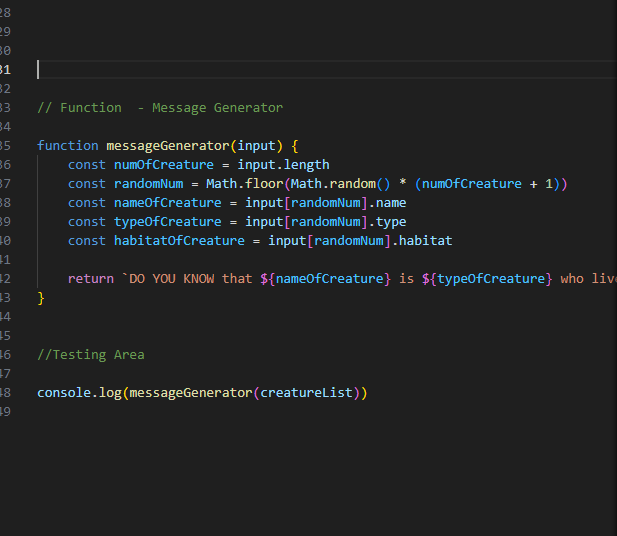 28
29
30
31
32
33 // Function  - Message Generator
34
35 function messageGenerator(input) {
36     const numOfCreature = input.length
37     const randomNum = Math.floor(Math.random() * (numOfCreature + 1))
38     const nameOfCreature = input[randomNum].name
39     const typeOfCreature = input[randomNum].type
40     const habitatOfCreature = input[randomNum].habitat
41
42     return `DO YOU KNOW that ${nameOfCreature} is ${typeOfCreature} who liv
43 }
44
45
46 //Testing Area
47
48 console.log(messageGenerator(creatureList))
49